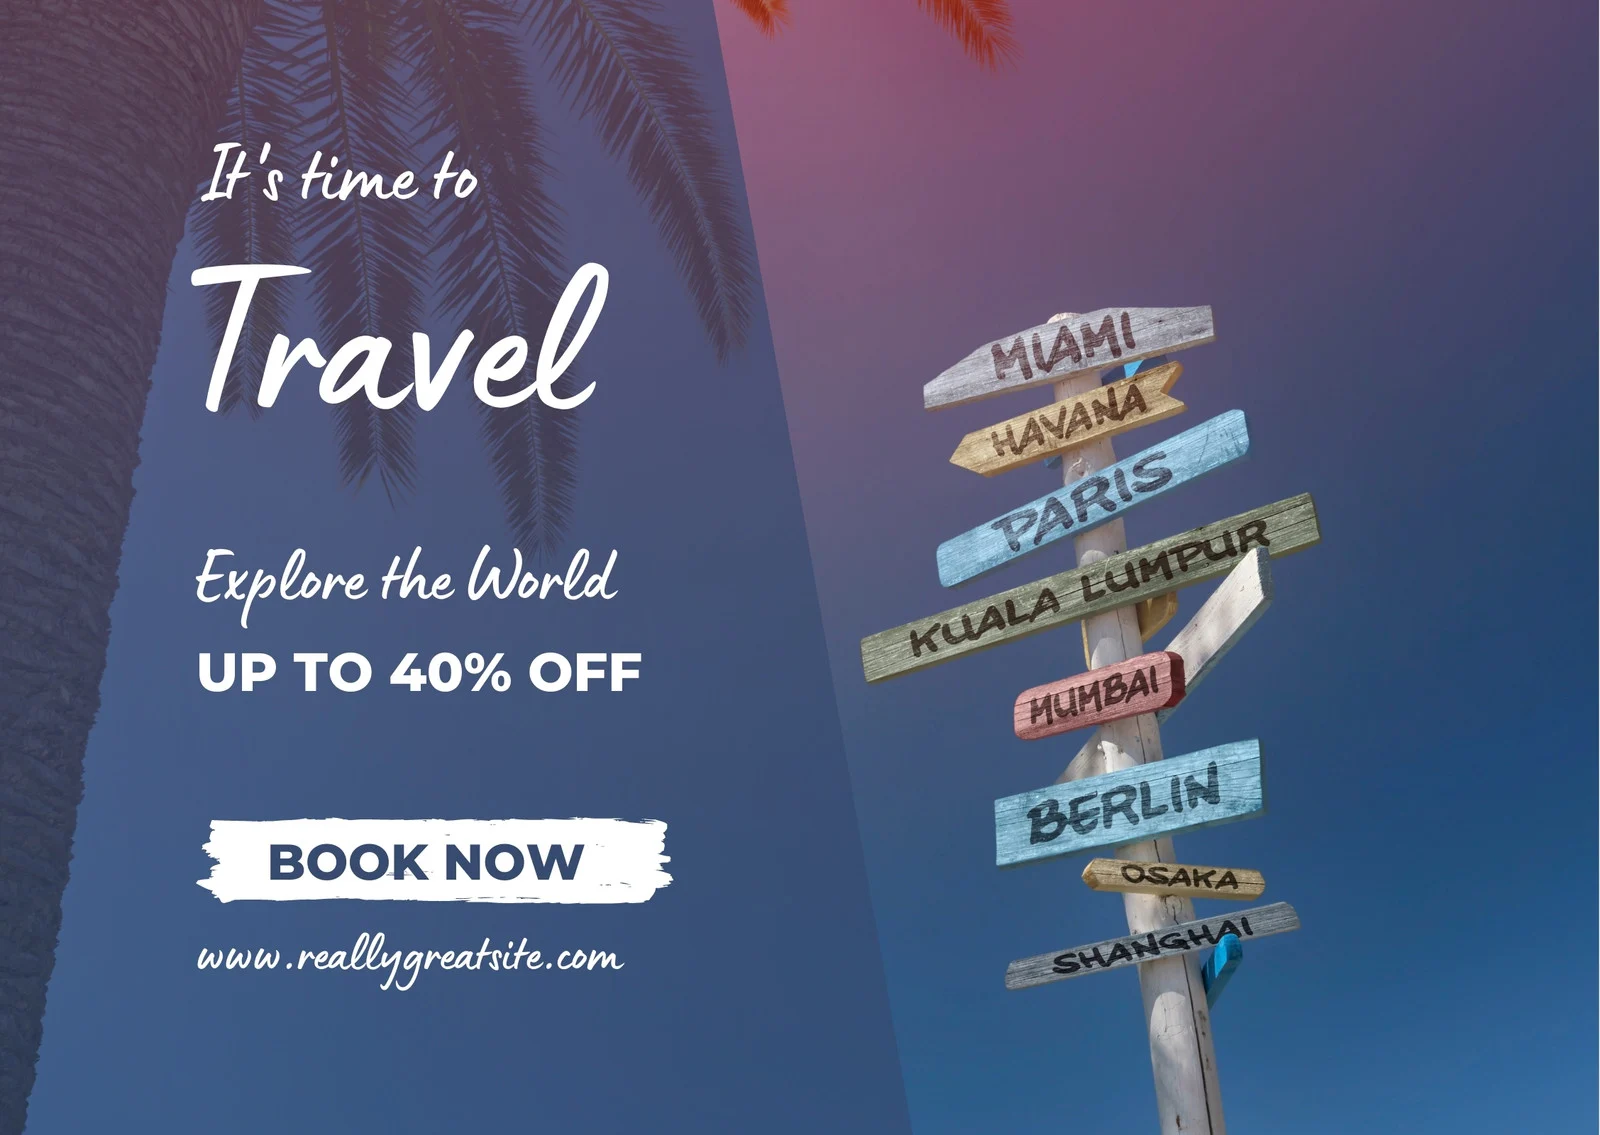 It's time to
Travel
Explore the World
UP TO 40% OFF
BOOK NOW
www.reallygreatsite.com
MIAMI
HAVANA
PARIS
KUALA LUMPUR
MUMBAI
BERLIN
OSAKA
SHANGHAI